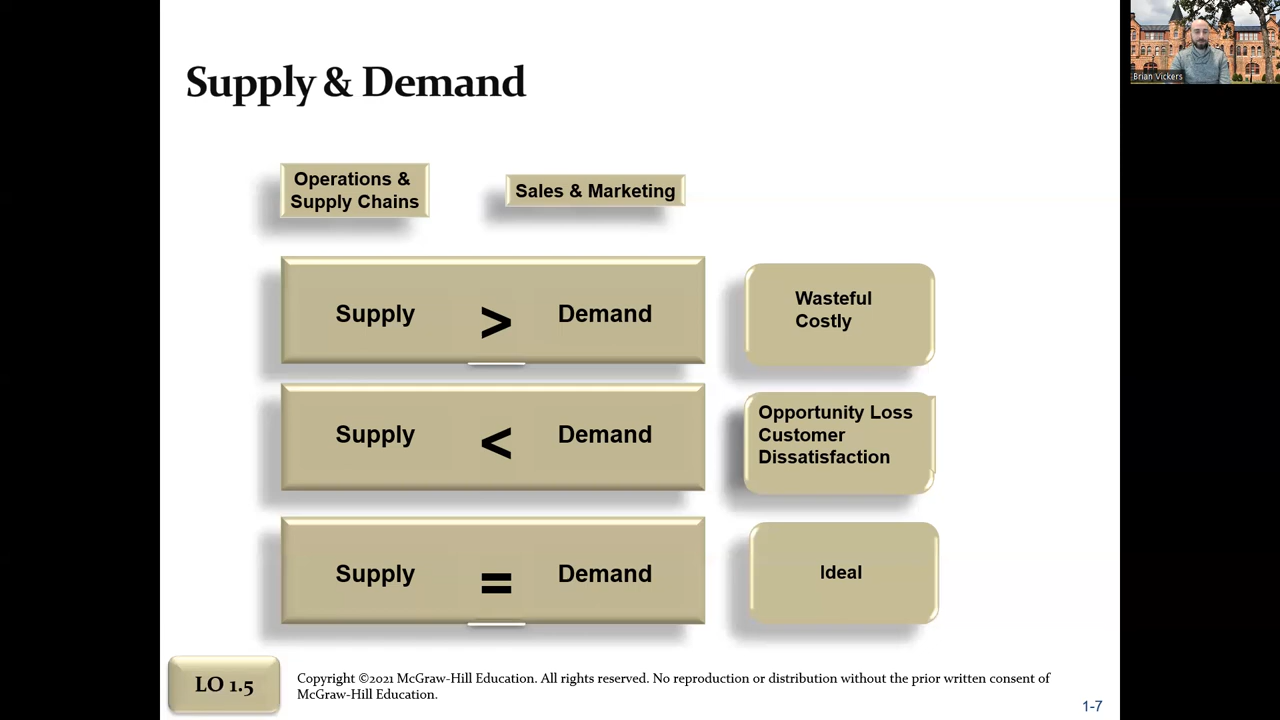 Supply & Demand
Brian Vickers
Operations &
Supply Chains
Sales & Marketing
Supply > Demand
Wasteful
Costly
Supply < Demand
Opportunity Loss
Customer
Dissatisfaction
Supply = Demand
Ideal
LO 1.5
Copyright ©2021 McGraw-Hill Education. All rights reserved. No reproduction or distribution without the prior written consent of
McGraw-Hill Education.
1-7